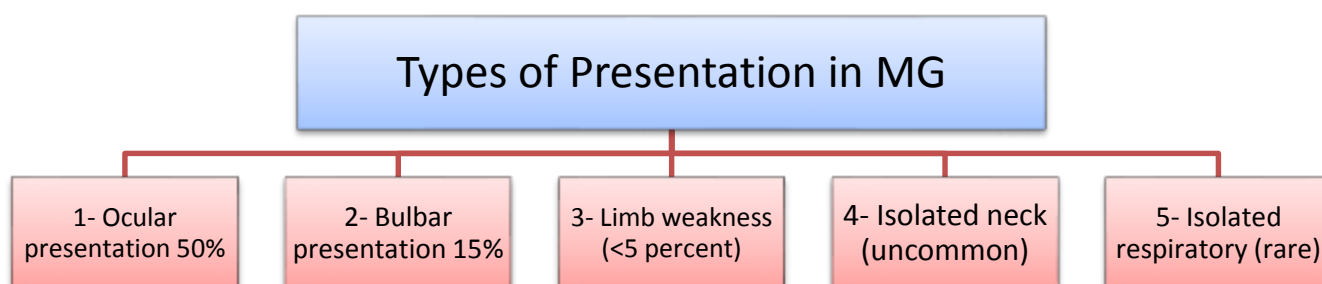 Types of Presentation in MG
1- Ocular
presentation 50%
2- Bulbar
presentation 15%
3- Limb weakness
(<5 percent)
4- Isolated neck
(uncommon)
5- Isolated
respiratory (rare)